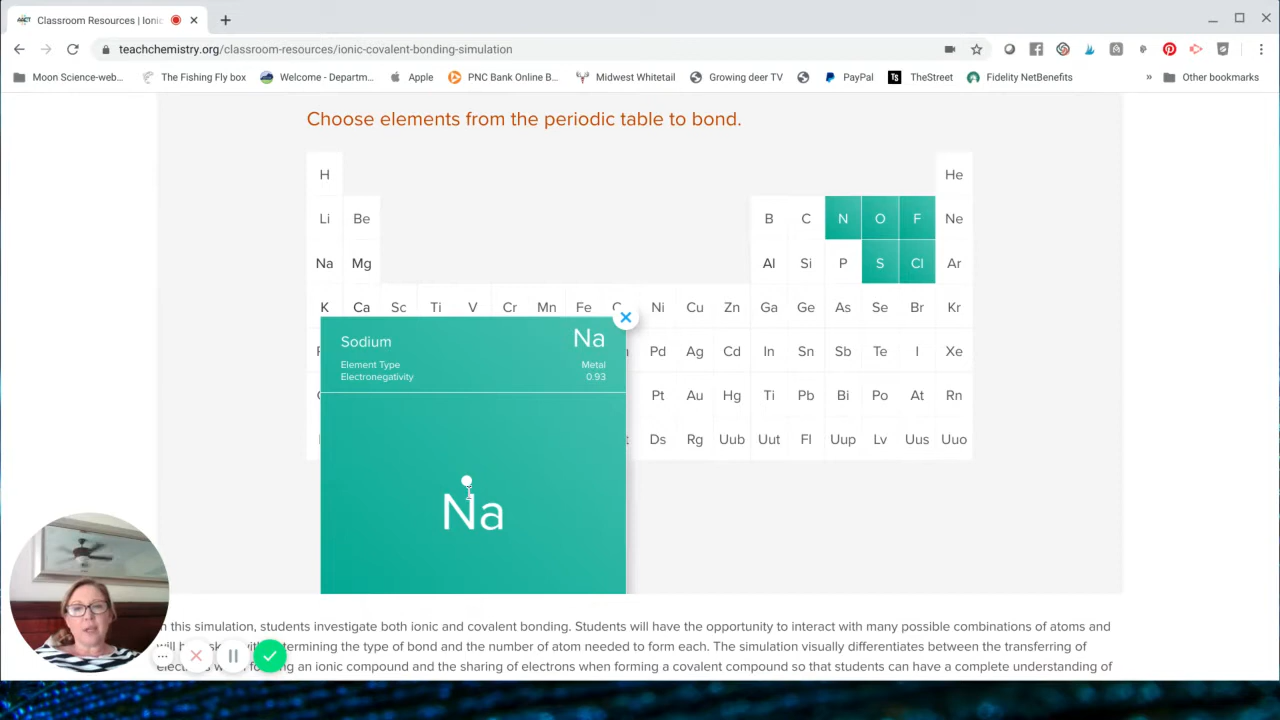 Classroom Resources | Ionic
teachchemistry.org/classroom-resources/ionic-covalent-bonding-simulation
Moon Science-web... The Fishing Fly box Welcome - Departm... Apple PNC Bank Online B... Midwest Whitetail Growing deer TV PayPal TS TheStreet Fidelity NetBenefits » Other bookmarks
Choose elements from the periodic table to bond.
H He
Li Be B C N O F Ne
Na Mg Al Si P S Cl Ar
K Ca Sc Ti V Cr Mn Fe Ni Cu Zn Ga Ge As Se Br Kr
Pd Ag Cd In Sn Sb Te I Xe
Pt Au Hg Ti Pb Bi Po At Rn
Ds Rg Uub Uut Fl Uup Lv Uus Uuo
Sodium Na
Element Type Metal
Electronegativity 0.93
Na
n this simulation, students investigate both ionic and covalent bonding. Students will have the opportunity to interact with many possible combinations of atoms and
termining the type of bond and the number of atom needed to form each. The simulation visually differentiates between the transferring of
an ionic compound and the sharing of electrons when forming a covalent compound so that students can have a complete understanding of